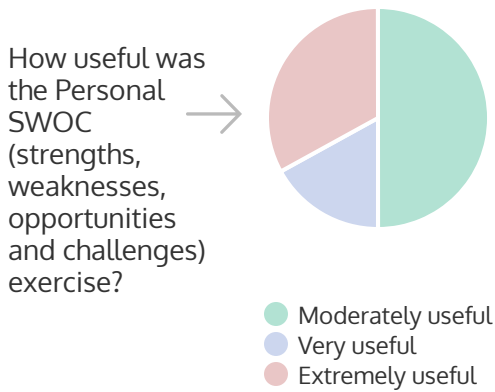 How useful was
the Personal
SWOC
(strengths,
weaknesses,
opportunities
and challenges)
exercise?
Moderately useful
Very useful
Extremely useful